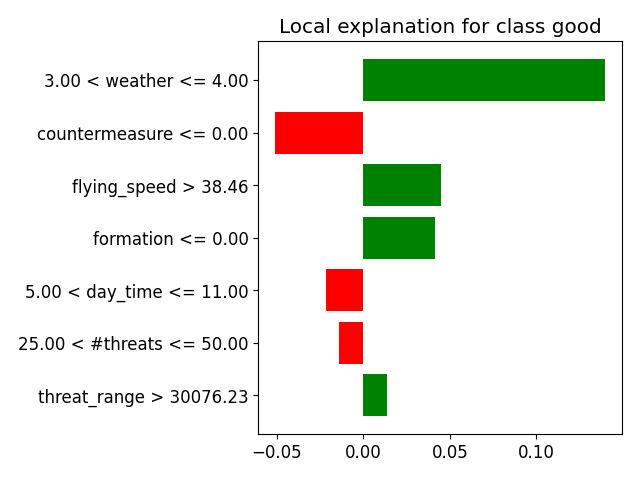 Local explanation for class good
3.00 < weather <= 4.00
countermeasure <= 0.00
flying_speed > 38.46
formation <= 0.00
5.00 < day_time <= 11.00
25.00 < #threats <= 50.00
threat_range > 30076.23
−0.05 0.00 0.05 0.10